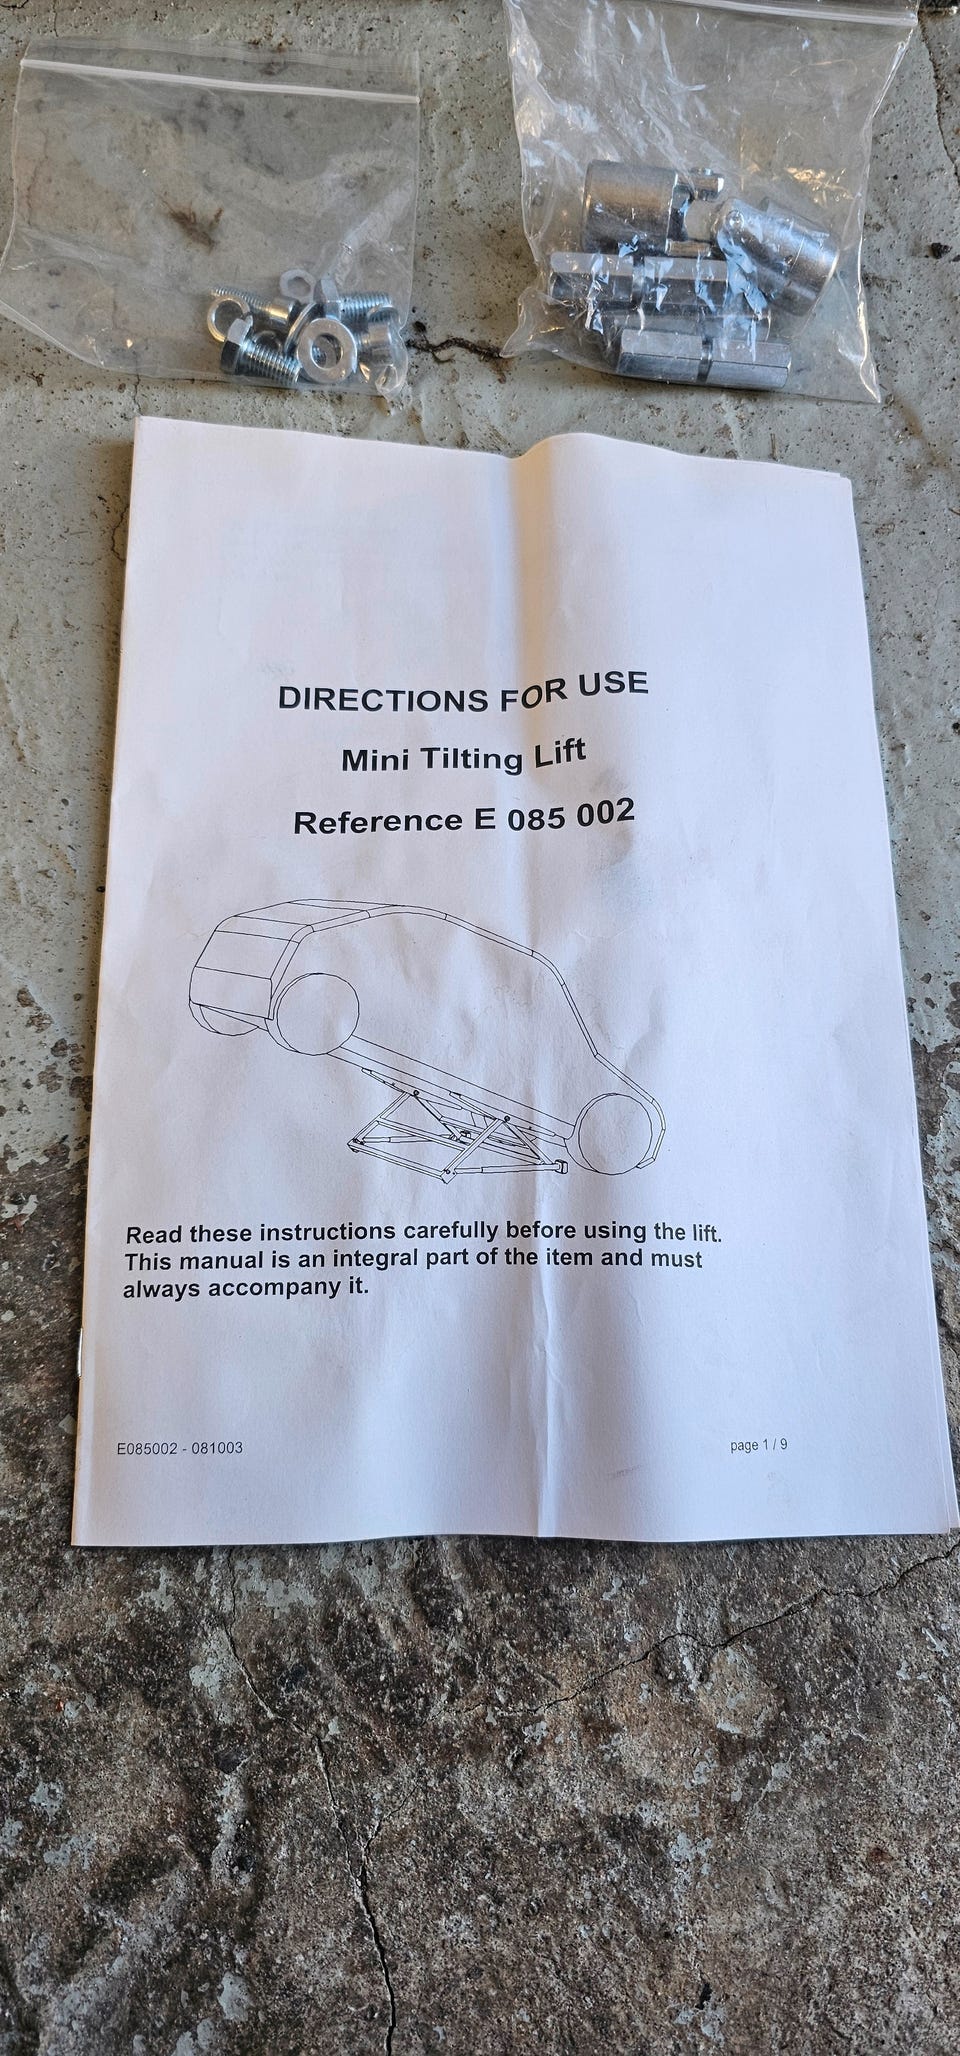 DIRECTIONS FOR USE
Mini Tilting Lift
Reference E 085 002
Read these instructions carefully before using the lift.
This manual is an integral part of the item and must
always accompany it.
E085002 - 081003
page 1 / 9